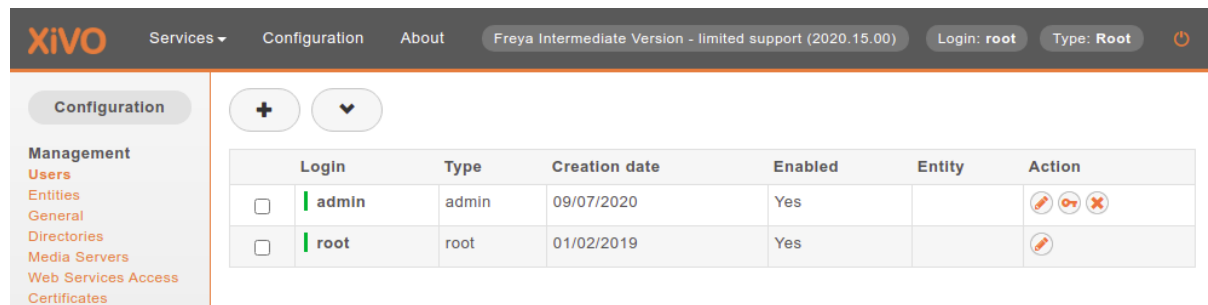 XiVO Services Configuration About Freya Intermediate Version - limited support (2020.15.00) Login: root Type: Root
Configuration
Management
Users
Entities
General
Directories
Media Servers
Web Services Access
Certificates
Login Type Creation date Enabled Entity Action
admin admin 09/07/2020 Yes
root root 01/02/2019 Yes